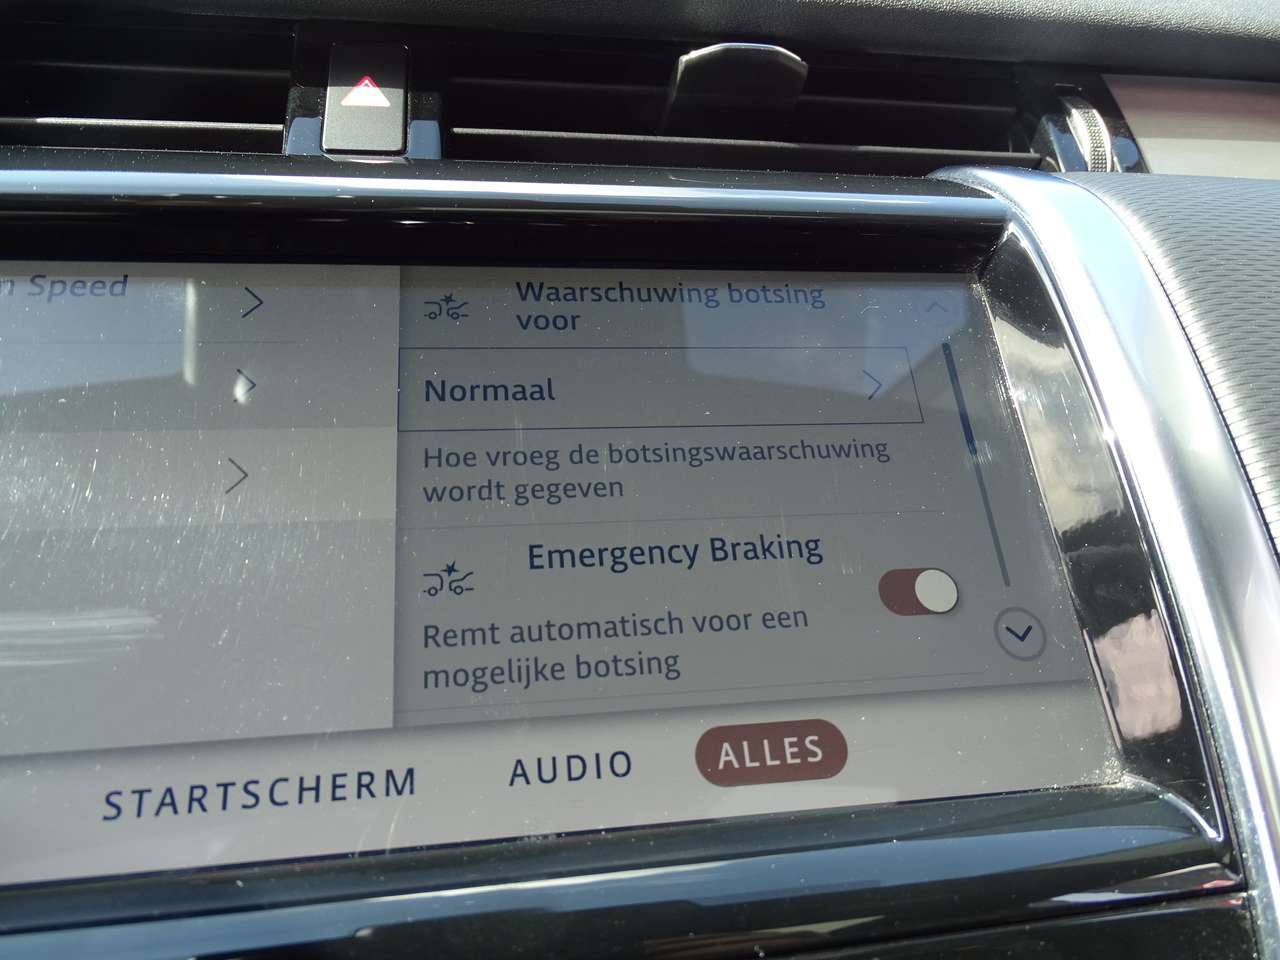 n Speed
Waarschuwing botsing
voor
Normaal
Hoe vroeg de botsingswaarschuwing
wordt gegeven
Emergency Braking
Remt automatisch voor een
mogelijke botsing
STARTSCHERM
AUDIO
ALLES